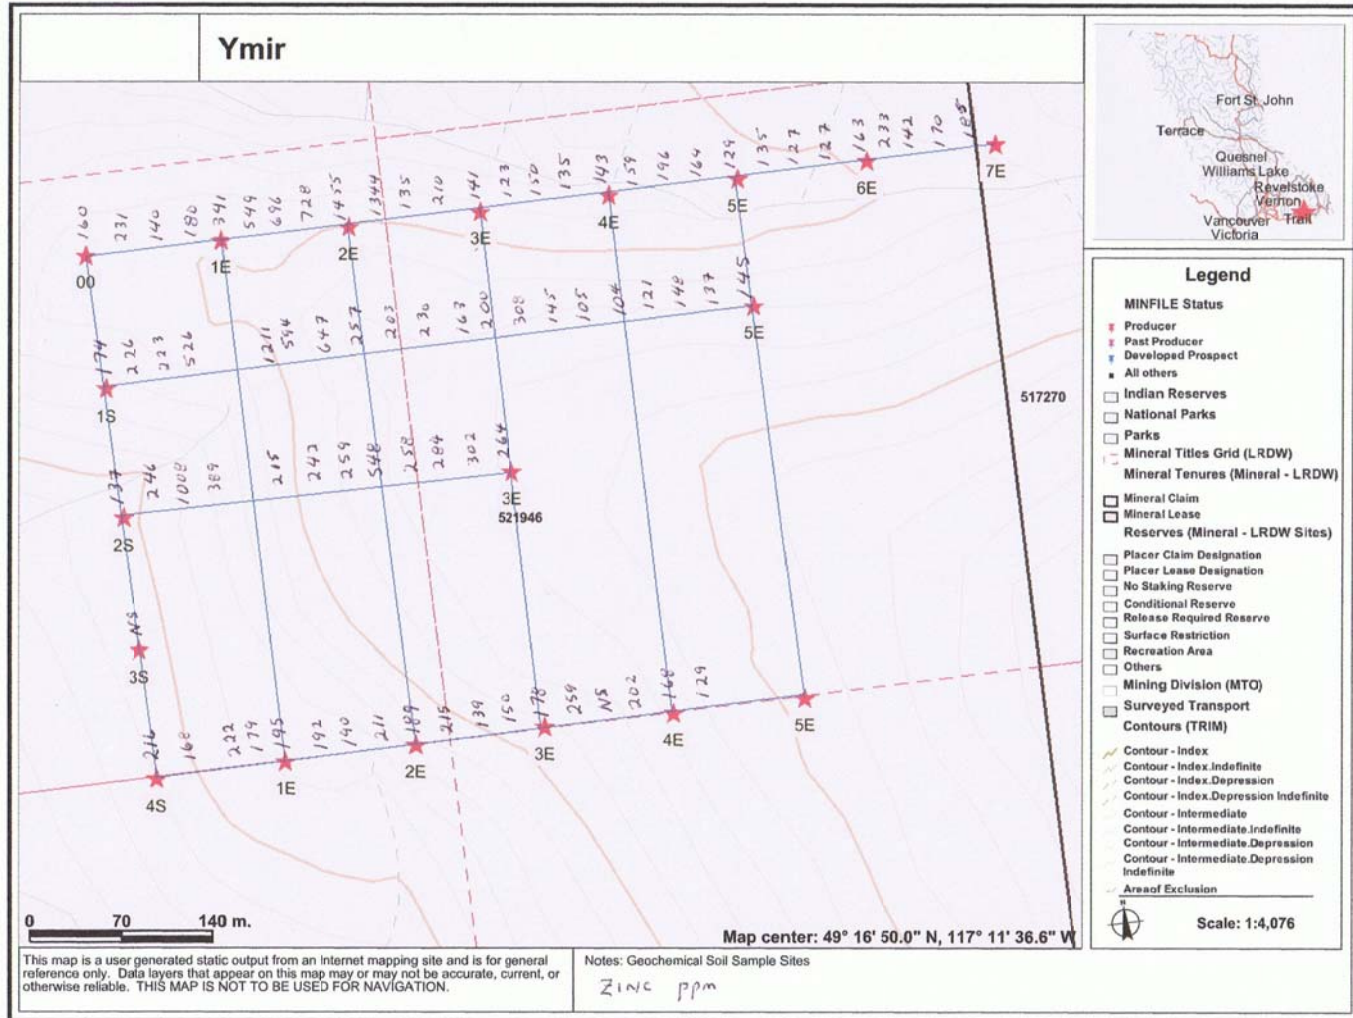 Ymir
160 231 140 180 341 549 696 728 1455 1344 135 210 141 123 150 135 143 159 196 164 129 135 127 127 163 233 142 170 185
00 1E 2E 3E 4E 5E 6E 7E
174 226 223 526 1211 594 647 257 203 230 163 200 308 145 105 104 121 148 137 145
1S 5E
517270
137 246 1008 389 215 242 259 548 258 284 302 264
2S 3E
521946
NS
3S
216 168 222 179 195 192 190 211 189 215 139 150 178 259 NS 202 168 129
4S 1E 2E 3E 4E 5E
0 70 140 m.
Map center: 49° 16' 50.0" N, 117° 11' 36.6" W
This map is a user generated static output from an Internet mapping site and is for general
reference only. Data layers that appear on this map may or may not be accurate, current, or
otherwise reliable. THIS MAP IS NOT TO BE USED FOR NAVIGATION.
Notes: Geochemical Soil Sample Sites
ZINC ppm
Fort St. John
Terrace
Quesnel
Williams Lake
Revelstoke
Vernon
Trail
Vancouver
Victoria
Legend
MINFILE Status
Producer
Past Producer
Developed Prospect
All others
Indian Reserves
National Parks
Parks
Mineral Titles Grid (LRDW)
Mineral Tenures (Mineral - LRDW)
Mineral Claim
Mineral Lease
Reserves (Mineral - LRDW Sites)
Placer Claim Designation
Placer Lease Designation
No Staking Reserve
Conditional Reserve
Release Required Reserve
Surface Restriction
Recreation Area
Others
Mining Division (MTO)
Surveyed Transport
Contours (TRIM)
Contour - Index
Contour - Index.Indefinite
Contour - Index.Depression
Contour - Index.Depression Indefinite
Contour - Intermediate
Contour - Intermediate.Indefinite
Contour - Intermediate.Depression
Contour - Intermediate.Depression
Indefinite
Areaof Exclusion
N
Scale: 1:4,076